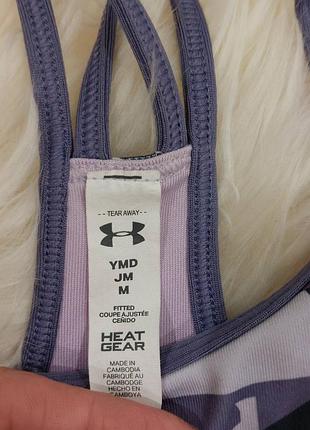 -- TEAR AWAY --
YMD
JM
M
FITTED
COUPE AJUSTÉE
CEÑIDO
HEAT
GEAR
MADE IN
CAMBODIA
FABRIQUÉ AU
CAMBODGE
HECHO EN
CAMBOYA